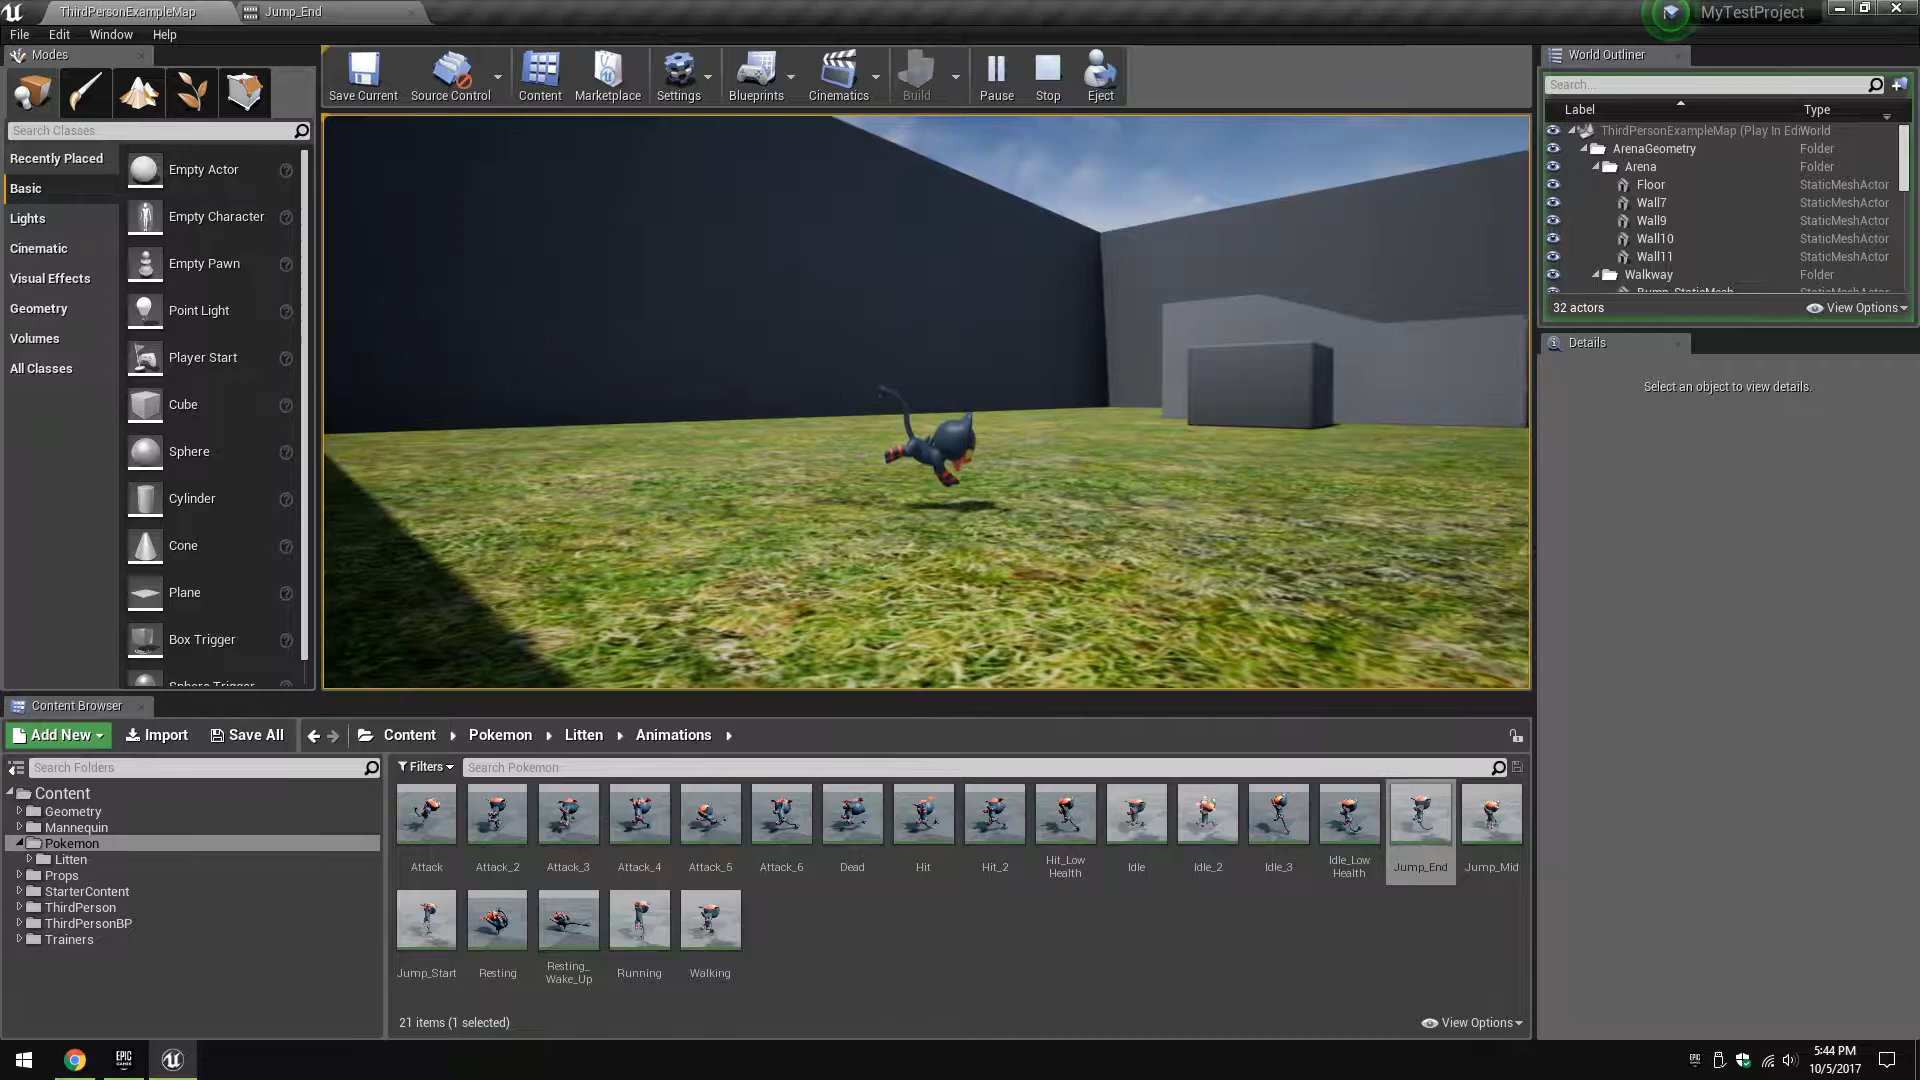 ThirdPersonExampleMap
Jump_End
MyTestProject
File Edit Window Help
Modes
Save Current
Source Control
Content
Marketplace
Settings
Blueprints
Cinematics
Build
Pause
Stop
Eject
World Outliner
Search...
Label
Type
ThirdPersonExampleMap (Play In Edi World
ArenaGeometry Folder
Arena Folder
Floor StaticMeshActor
Wall7 StaticMeshActor
Wall9 StaticMeshActor
Wall10 StaticMeshActor
Wall11 StaticMeshActor
Walkway Folder
Bump_StaticMesh StaticMeshActor
32 actors
View Options
Details
Select an object to view details.
Search Classes
Recently Placed
Basic
Lights
Cinematic
Visual Effects
Geometry
Volumes
All Classes
Empty Actor
Empty Character
Empty Pawn
Point Light
Player Start
Cube
Sphere
Cylinder
Cone
Plane
Box Trigger
Sphere Trigger
Content Browser
Add New
Import
Save All
Content
Pokemon
Litten
Animations
Search Folders
Filters
Search Pokemon
Content
Geometry
Mannequin
Pokemon
Litten
Props
StarterContent
ThirdPerson
ThirdPersonBP
Trainers
Attack
Attack_2
Attack_3
Attack_4
Attack_5
Attack_6
Dead
Hit
Hit_2
Hit_Low
Health
Idle
Idle_2
Idle_3
Idle_Low
Health
Jump_End
Jump_Mid
Jump_Start
Resting
Resting_
Wake_Up
Running
Walking
21 items (1 selected)
View Options
EPIC
GAMES
5:44 PM
10/5/2017